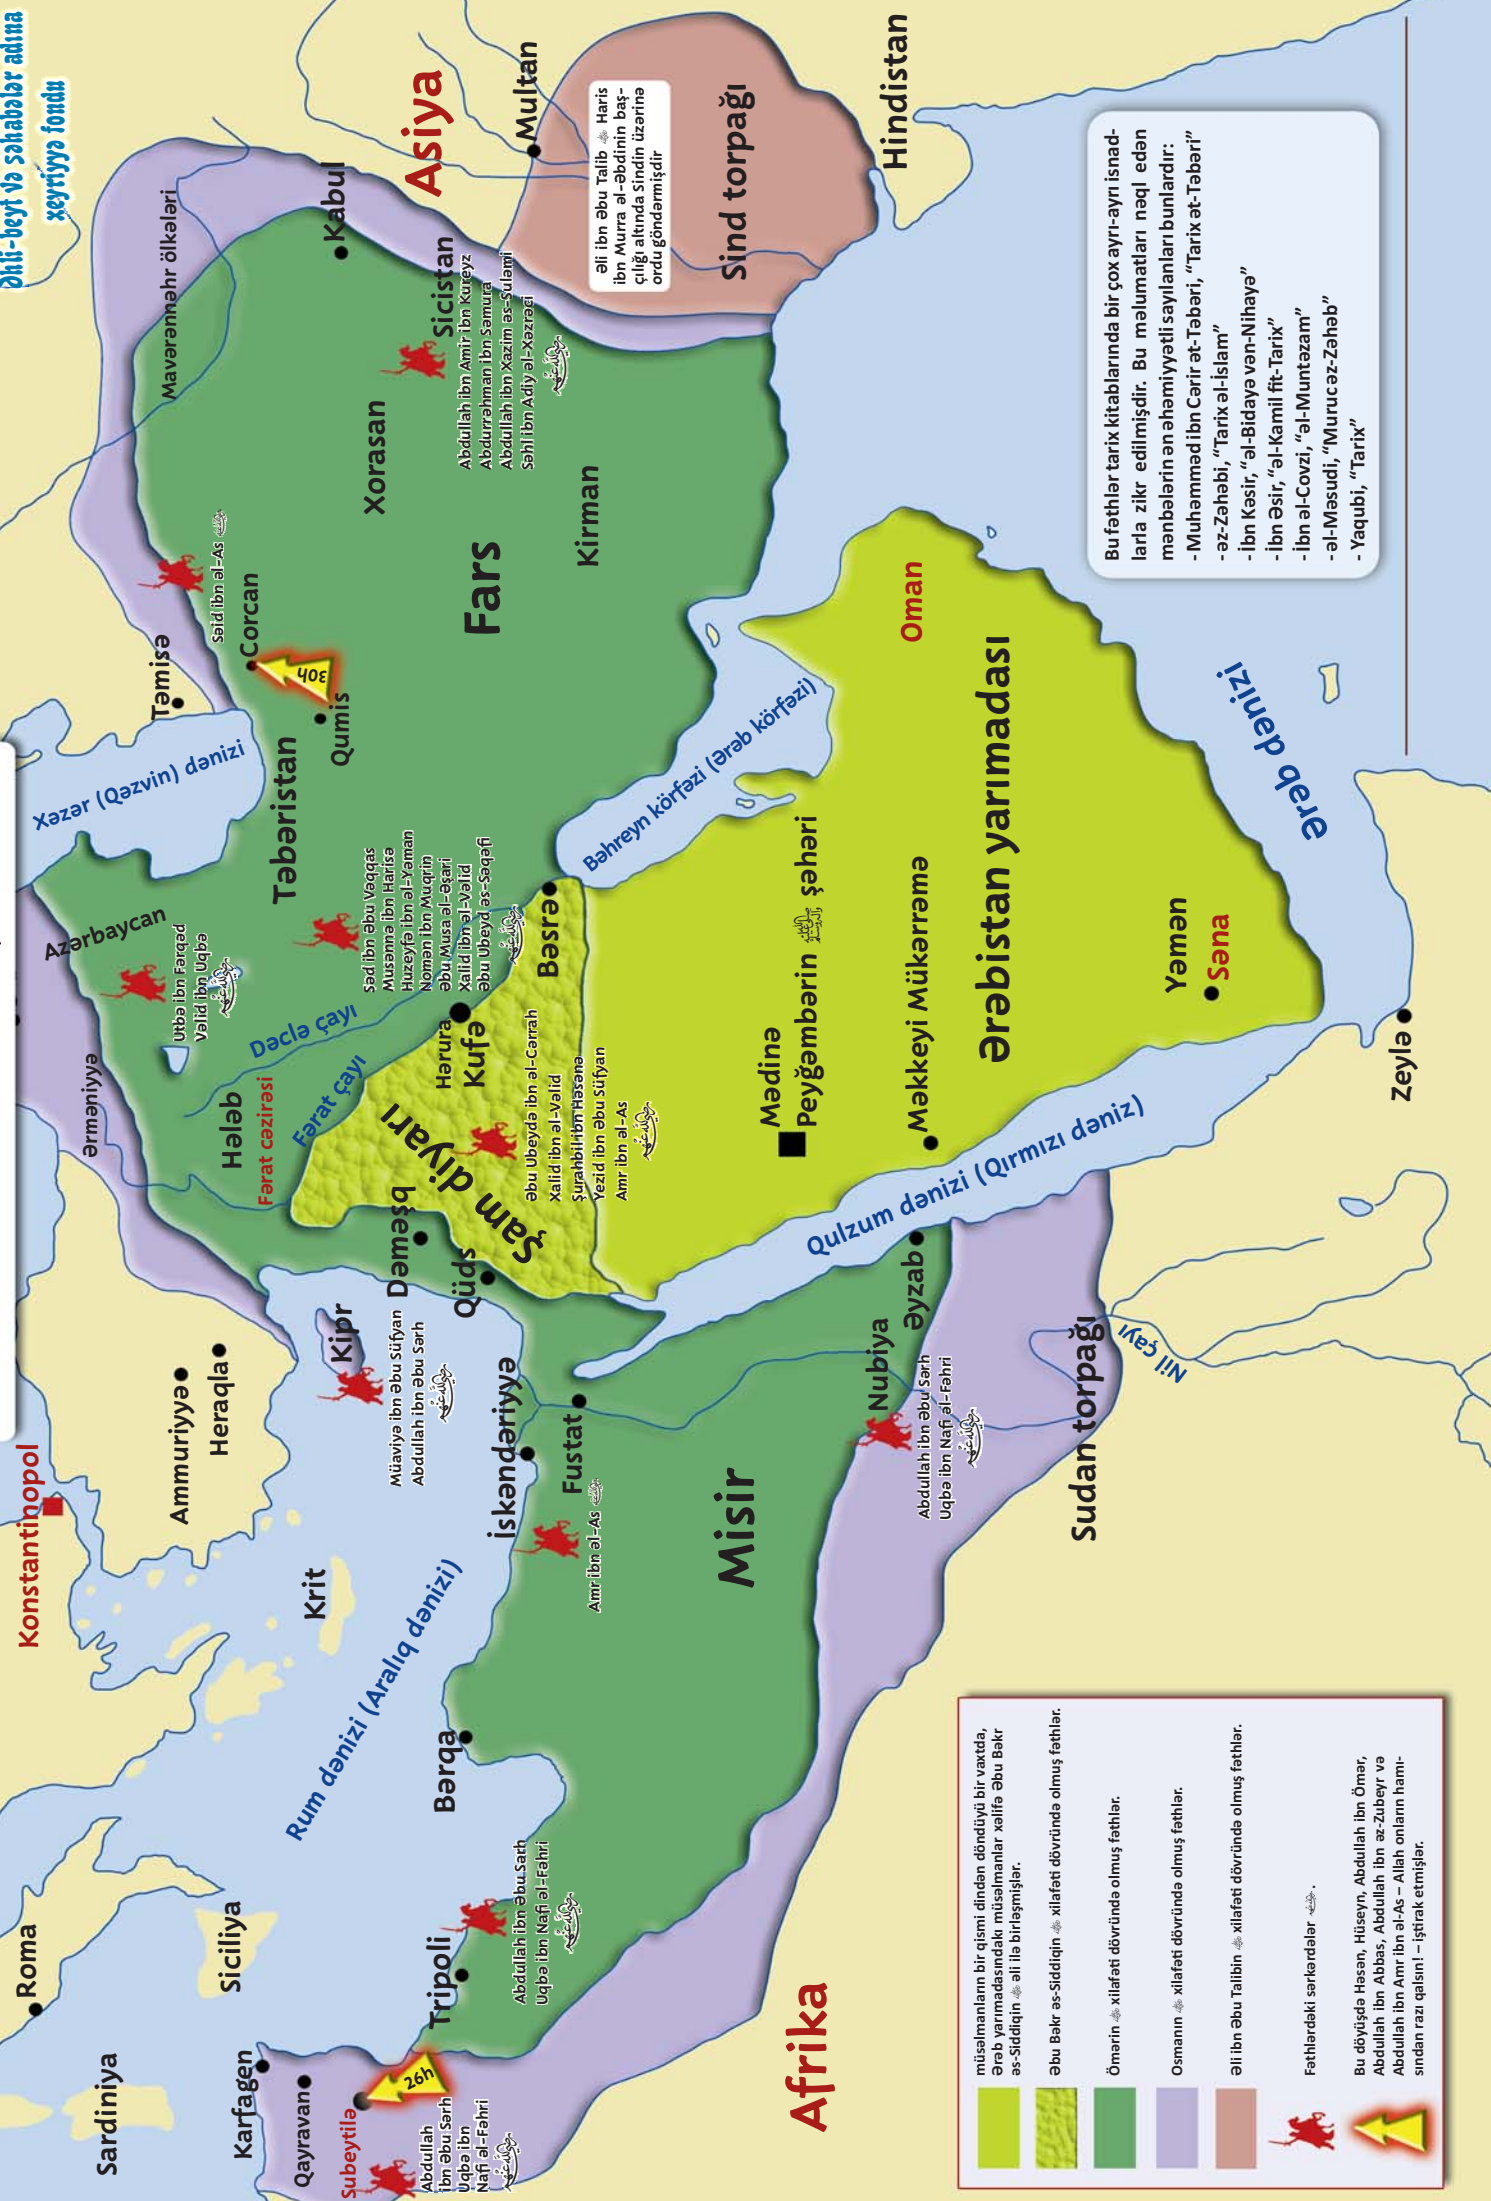 Əhli-beyt və səhabələr adına
xeyriyyə fondu
Konstantinopol
Roma
Sardiniya
Siciliya
Karfagen
Qayravan
Subeytilə
26h
Abdullah
ibn Əbu Sərh
Uqbə ibn
Nafi əl-Fəhri
Tripoli
Abdullah ibn Əbu Sərh
Uqbə ibn Nafi əl-Fəhri
Afrika
Bərqa
Rum dənizi (Aralıq dənizi)
Krit
Ammuriyyə
Heraqla
Kipr
Müaviyə ibn Əbu Süfyan
Abdullah ibn Əbu Sərh
İskəndəriyyə
Fustat
Amr ibn əl-As
Misir
Nubiya
Abdullah ibn Əbu Sərh
Uqbə ibn Nafi əl-Fəhri
Əyzab
Sudan torpağı
Nil çayı
Qulzum dənizi (Qırmızı dəniz)
Zeylə
Ərməniyyə
Azərbaycan
Utbə ibn Fərqəd
Vəlid ibn Uqbə
Hələb
Fərat cəzirəsi
Dəclə çayı
Fərat çayı
Dəməşq
Qüds
Şam diyarı
Əbu Ubeydə ibn əl-Cərrah
Xalid ibn əl-Vəlid
Şurahbil ibn Həsənə
Yezid ibn Əbu Süfyan
Amr ibn əl-As
Hərura
Kufə
Bəsrə
Səd ibn Əbu Vəqqas
Musənnə ibn Harisə
Huzeyfə ibn əl-Yəman
Nomən ibn Muqrin
Əbu Musa əl-Əşari
Xalid ibn əl-Vəlid
Əbu Ubeyd əs-Səqəfi
Mədinə
Peyğəmbərin ﷺ şəhəri
Məkkeyi Mükərrəmə
Ərəbistan yarımadası
Yəmən
Səna
Oman
Bəhreyn körfəzi (Ərəb körfəzi)
Ərəb dənizi
Xəzər (Qəzvin) dənizi
Təbəristan
Təmisə
Corcan
30h
Qumis
Səid ibn əl-As
Mavərənnəhr ölkələri
Fars
Xorasan
Kirman
Sicistan
Abdullah ibn Amir ibn Kureyz
Abdurrəhman ibn Səmura
Abdullah ibn Xazim əs-Suləmi
Səhl ibn Adiy əl-Xəzrəci
Kabul
Asiya
Multan
Əli ibn Əbu Talib Haris
ibn Murra əl-Əbdinin baş-
çılığı altında Sindin üzərinə
ordu göndərmişdir
Sind torpağı
Hindistan
Bu fəthlər tarix kitablarında bir çox ayrı-ayrı isnad-
larla zikr edilmişdir. Bu məlumatları nəql edən
mənbələrin ən əhəmiyyətli sayılanları bunlardır:
- Muhəmməd ibn Cərir ət-Təbəri, “Tarix ət-Təbəri”
- əz-Zəhəbi, “Tarix əl-İslam”
- İbn Kəsir, “əl-Bidayə vən-Nihayə”
- İbn Əsir, “əl-Kamil fit-Tarix”
- İbn əl-Covzi, “əl-Muntəzam”
- əl-Məsudi, “Murucəz-Zəhəb”
- Yaqubi, “Tarix”
müsəlmanların bir qismi dindən döndüyü bir vaxtda,
Ərəb yarımadasındakı müsəlmanlar xəlifə Əbu Bəkr
əs-Siddiqin əli ilə birləşmişlər.
Əbu Bəkr əs-Siddiqin xilafəti dövründə olmuş fəthlər.
Ömərin xilafəti dövründə olmuş fəthlər.
Osmanın xilafəti dövründə olmuş fəthlər.
Əli ibn Əbu Talibin xilafəti dövründə olmuş fəthlər.
Fəthlərdəki sərkərdələr .
Bu döyüşdə Həsən, Hüseyn, Abdullah ibn Ömər,
Abdullah ibn Abbas, Abdullah ibn əz-Zubeyr və
Abdullah ibn Amr ibn əl-As – Allah onların hamı-
sından razı qalsın! – iştirak etmişlər.